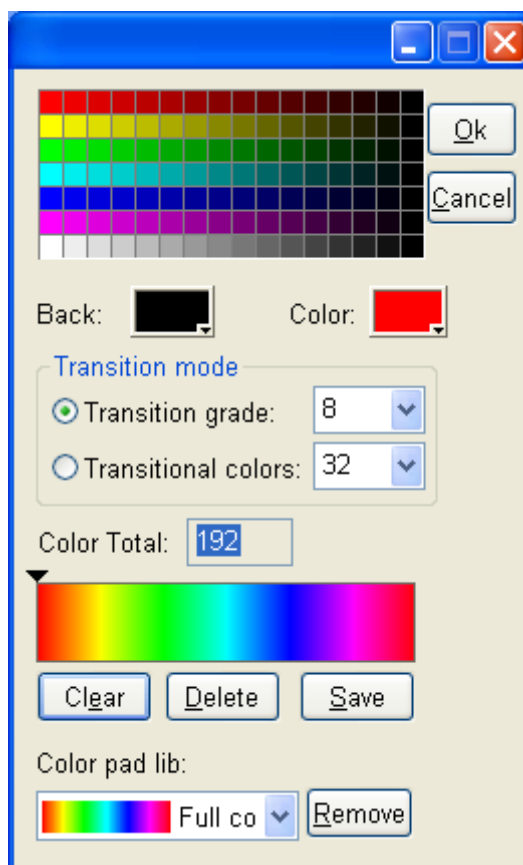 Ok
Cancel
Back: Color:
Transition mode
Transition grade: 8
Transitional colors: 32
Color Total: 192
Clear Delete Save
Color pad lib:
Full co Remove